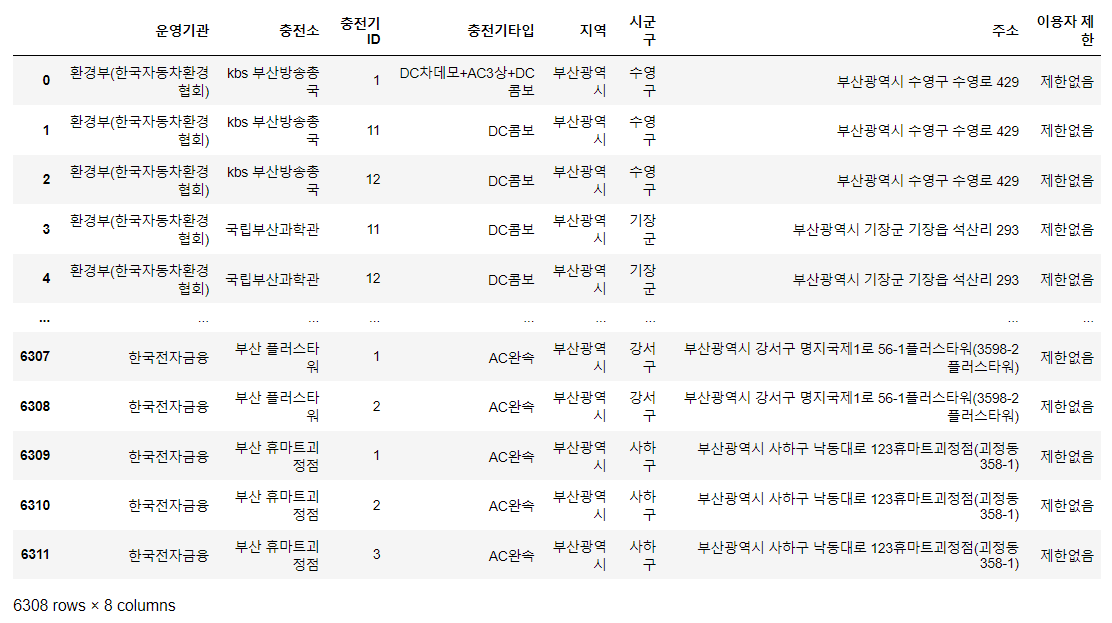 운영기관 충전소 충전기 ID 충전기타입 지역 시군구 주소 이용자 제한
0 환경부(한국자동차환경협회) kbs 부산방송총국 1 DC차데모+AC3상+DC콤보 부산광역시 수영구 부산광역시 수영구 수영로 429 제한없음
1 환경부(한국자동차환경협회) kbs 부산방송총국 11 DC콤보 부산광역시 수영구 부산광역시 수영구 수영로 429 제한없음
2 환경부(한국자동차환경협회) kbs 부산방송총국 12 DC콤보 부산광역시 수영구 부산광역시 수영구 수영로 429 제한없음
3 환경부(한국자동차환경협회) 국립부산과학관 11 DC콤보 부산광역시 기장군 부산광역시 기장군 기장읍 석산리 293 제한없음
4 환경부(한국자동차환경협회) 국립부산과학관 12 DC콤보 부산광역시 기장군 부산광역시 기장군 기장읍 석산리 293 제한없음
... ... ... ... ... ... ... ... ...
6307 한국전자금융 부산 플러스타워 1 AC완속 부산광역시 강서구 부산광역시 강서구 명지국제1로 56-1플러스타워(3598-2 플러스타워) 제한없음
6308 한국전자금융 부산 플러스타워 2 AC완속 부산광역시 강서구 부산광역시 강서구 명지국제1로 56-1플러스타워(3598-2 플러스타워) 제한없음
6309 한국전자금융 부산 휴마트괴정점 1 AC완속 부산광역시 사하구 부산광역시 사하구 낙동대로 123휴마트괴정점(괴정동 358-1) 제한없음
6310 한국전자금융 부산 휴마트괴정점 2 AC완속 부산광역시 사하구 부산광역시 사하구 낙동대로 123휴마트괴정점(괴정동 358-1) 제한없음
6311 한국전자금융 부산 휴마트괴정점 3 AC완속 부산광역시 사하구 부산광역시 사하구 낙동대로 123휴마트괴정점(괴정동 358-1) 제한없음
6308 rows × 8 columns